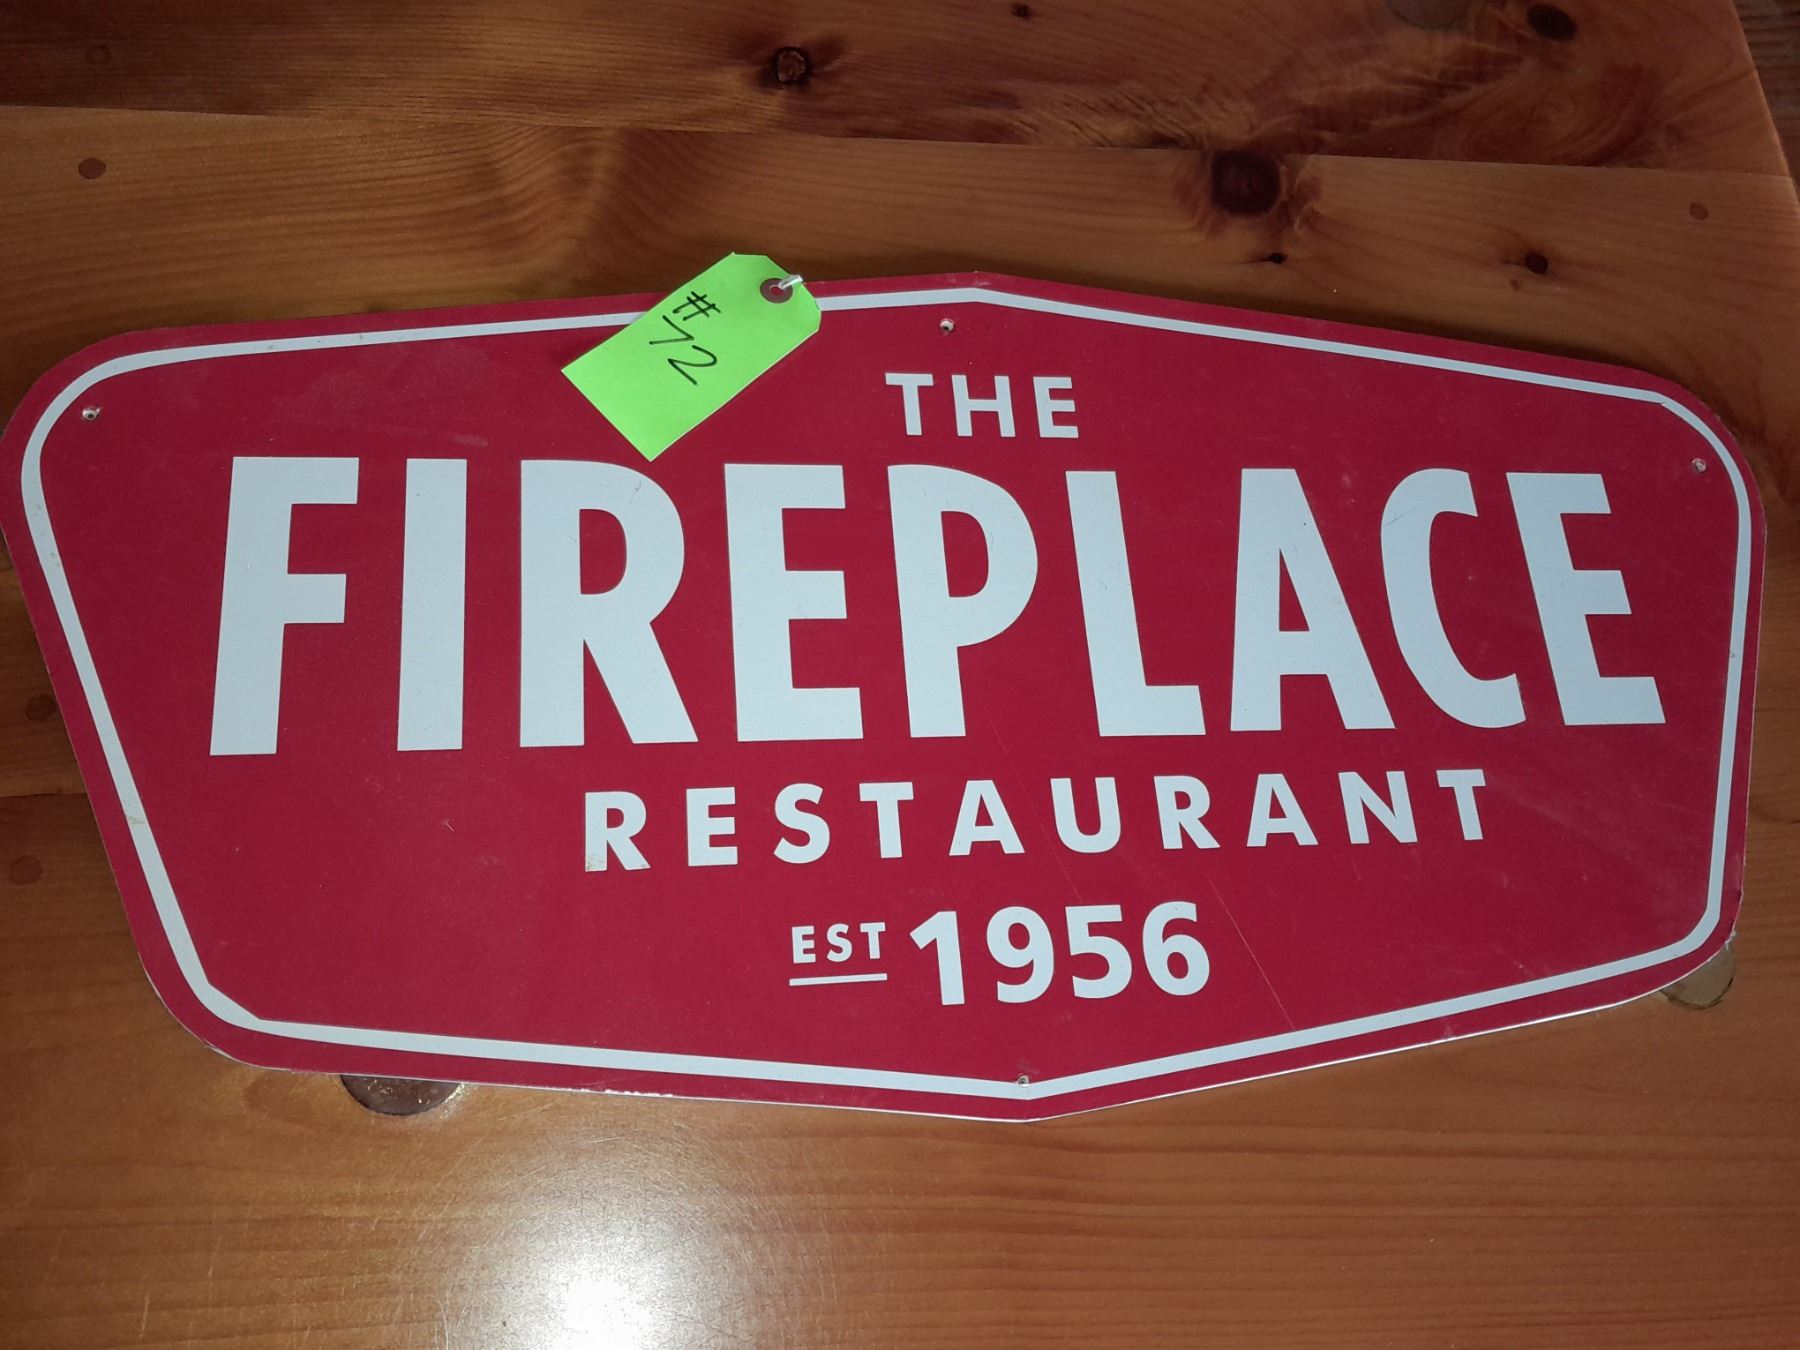 #72
THE
FIREPLACE
RESTAURANT
EST 1956